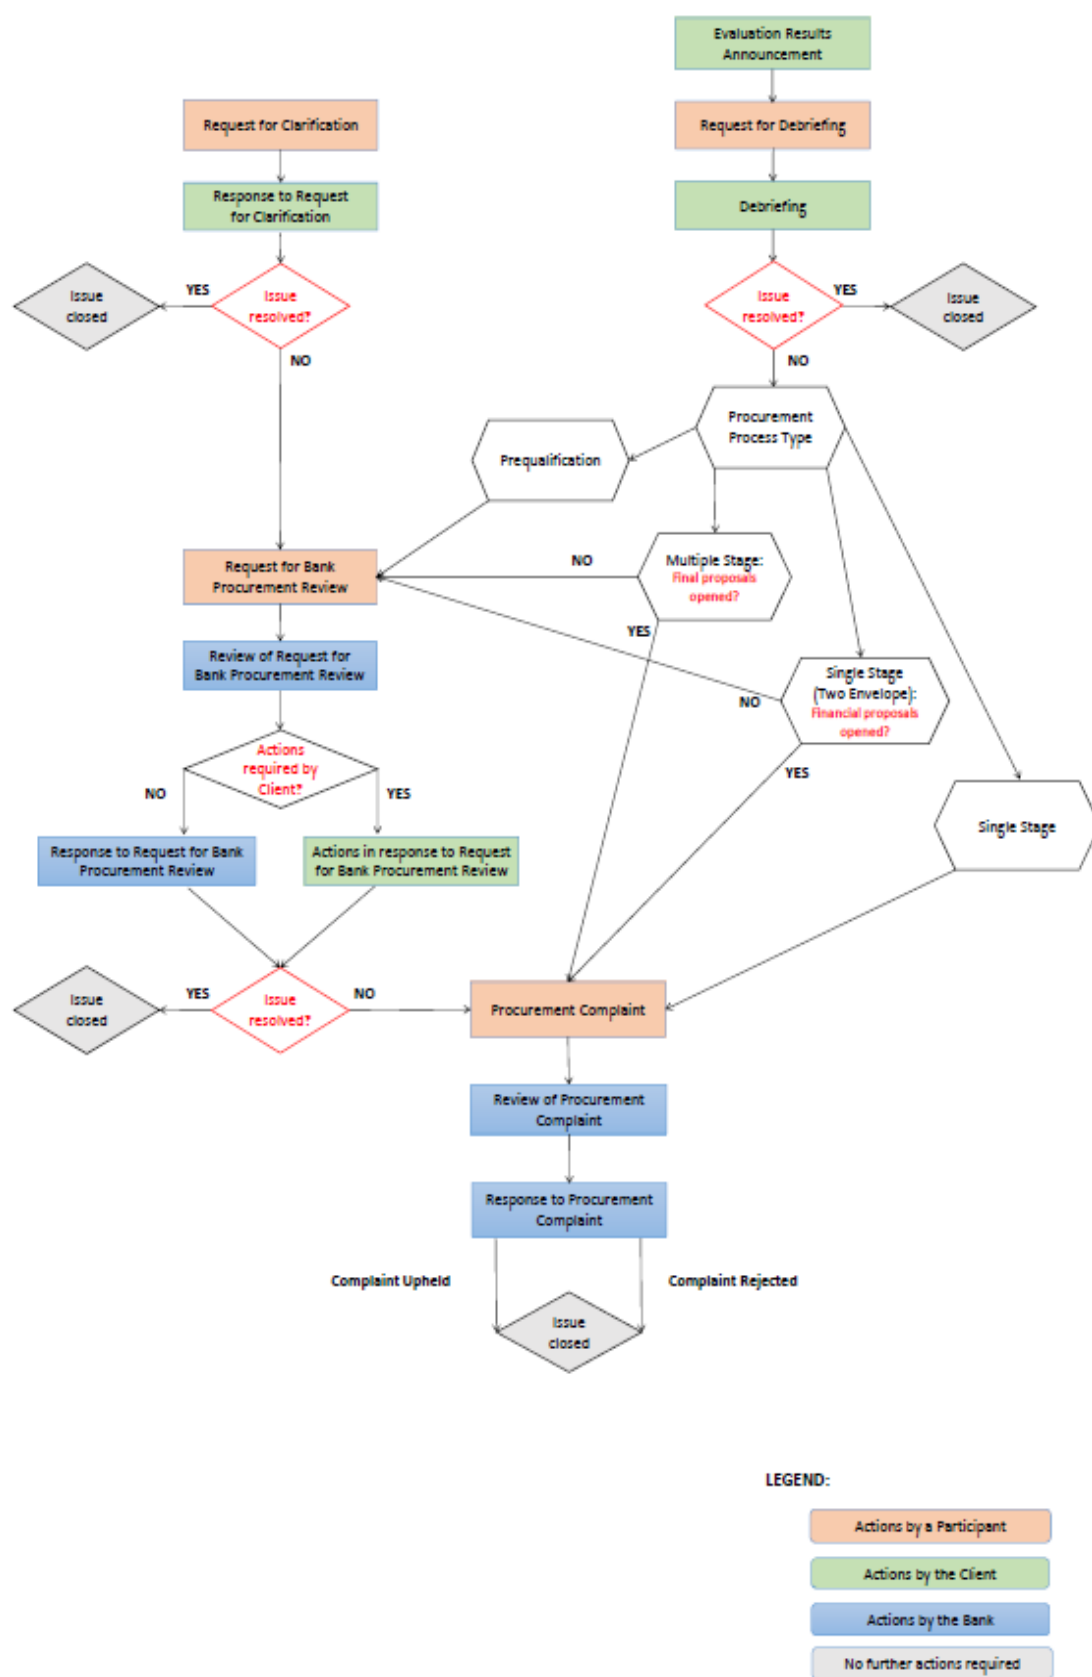 Evaluation Results
Announcement
Request for Clarification
Request for Debriefing
Response to Request
for Clarification
Debriefing
Issue
closed
YES
Issue
resolved?
NO
Issue
resolved?
YES
Issue
closed
NO
Procurement
Process Type
Prequalification
Multiple Stage:
Final proposals
opened?
NO
YES
Request for Bank
Procurement Review
Review of Request for
Bank Procurement Review
Single Stage
(Two Envelope):
Financial proposals
opened?
NO
YES
Actions
required by
Client?
NO
YES
Single Stage
Response to Request for Bank
Procurement Review
Actions in response to Request
for Bank Procurement Review
Issue
closed
YES
Issue
resolved?
NO
Procurement Complaint
Review of Procurement
Complaint
Response to Procurement
Complaint
Complaint Upheld
Complaint Rejected
Issue
closed
LEGEND:
Actions by a Participant
Actions by the Client
Actions by the Bank
No further actions required